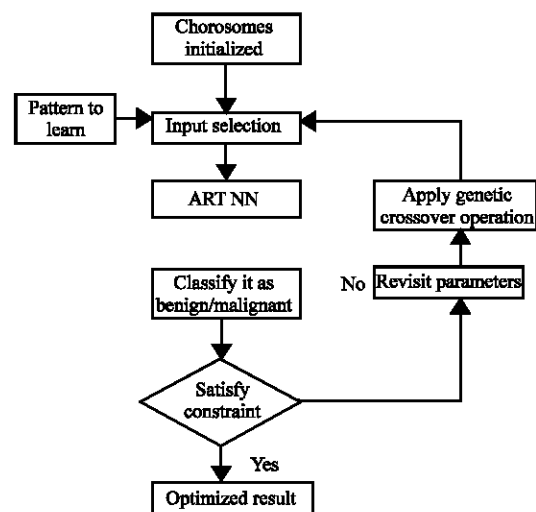 Chorosomes
initialized
Pattern to
learn
Input selection
ART NN
Apply genetic
crossover operation
Classify it as
benign/malignant
No
Revisit parameters
Satisfy
constraint
Yes
Optimized result